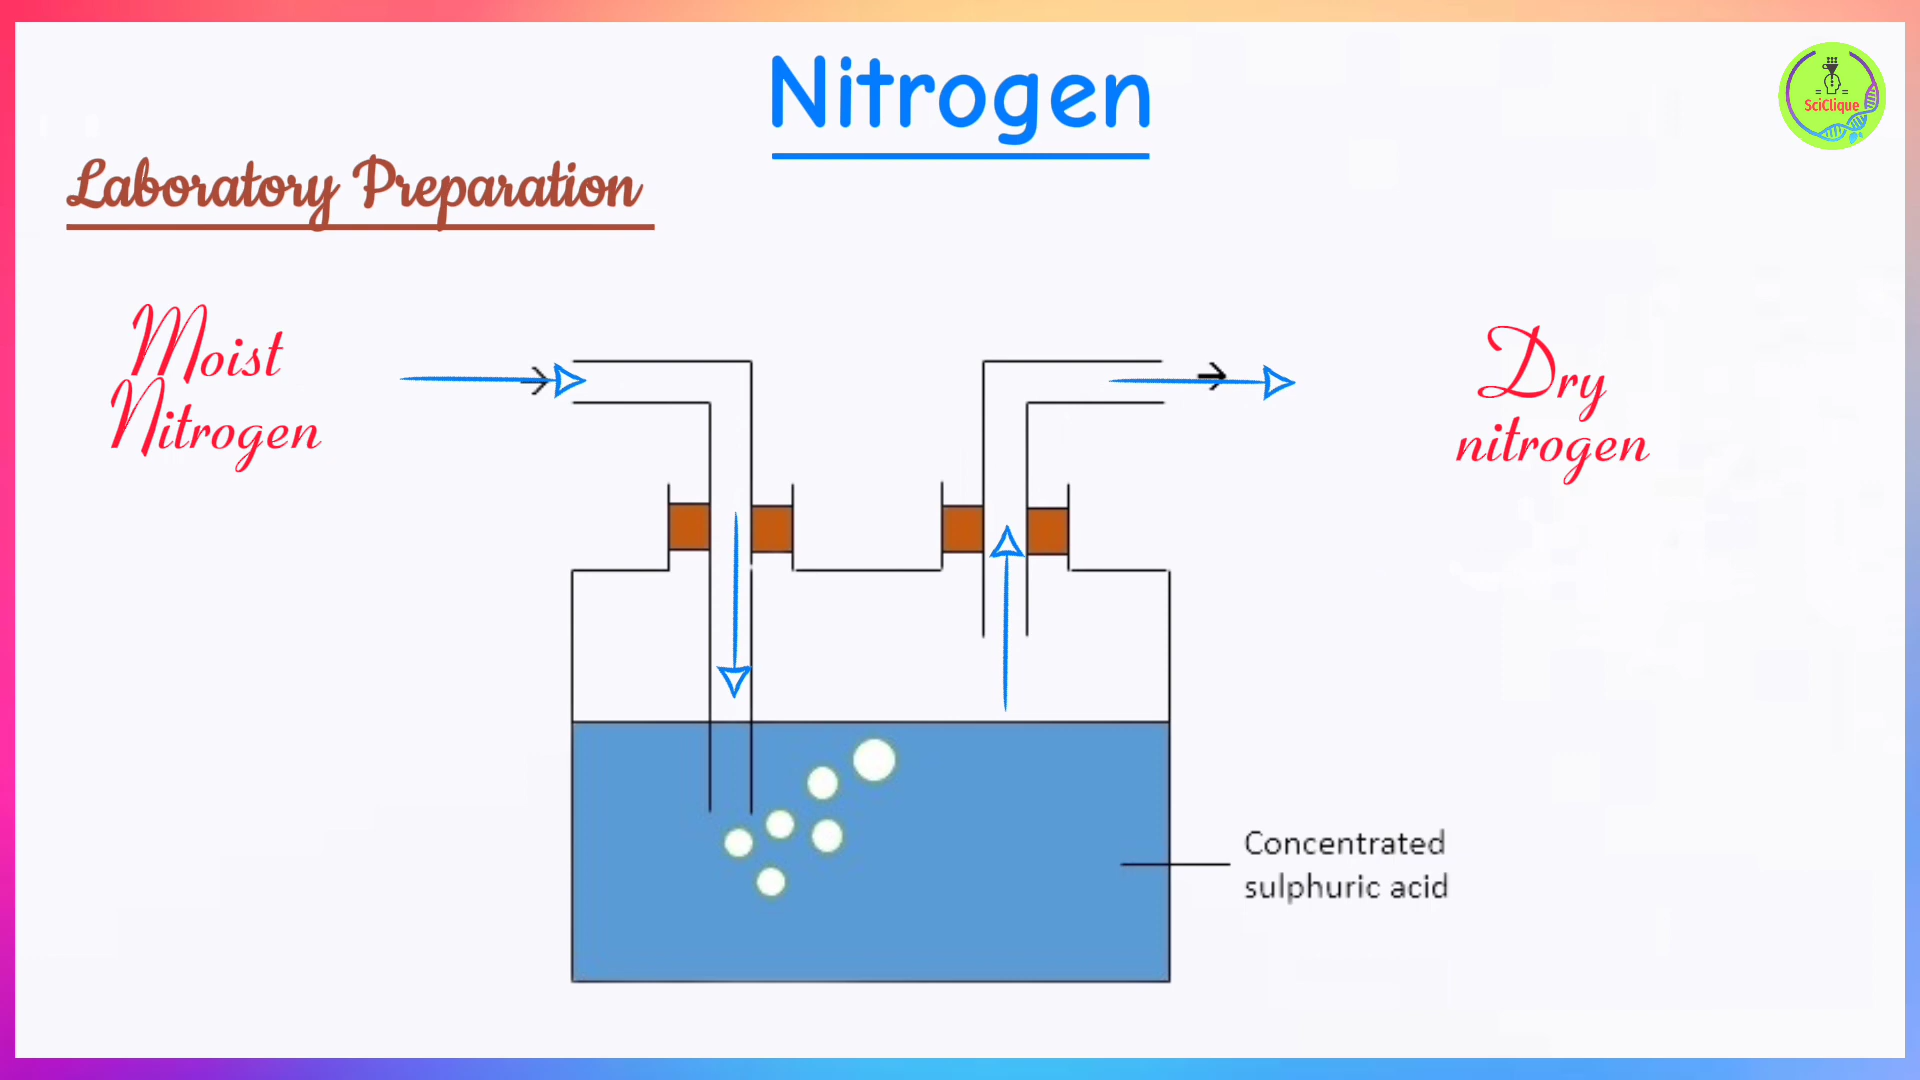 Nitrogen
SciClique
Laboratory Preparation
Moist
Nitrogen
Dry
nitrogen
Concentrated
sulphuric acid